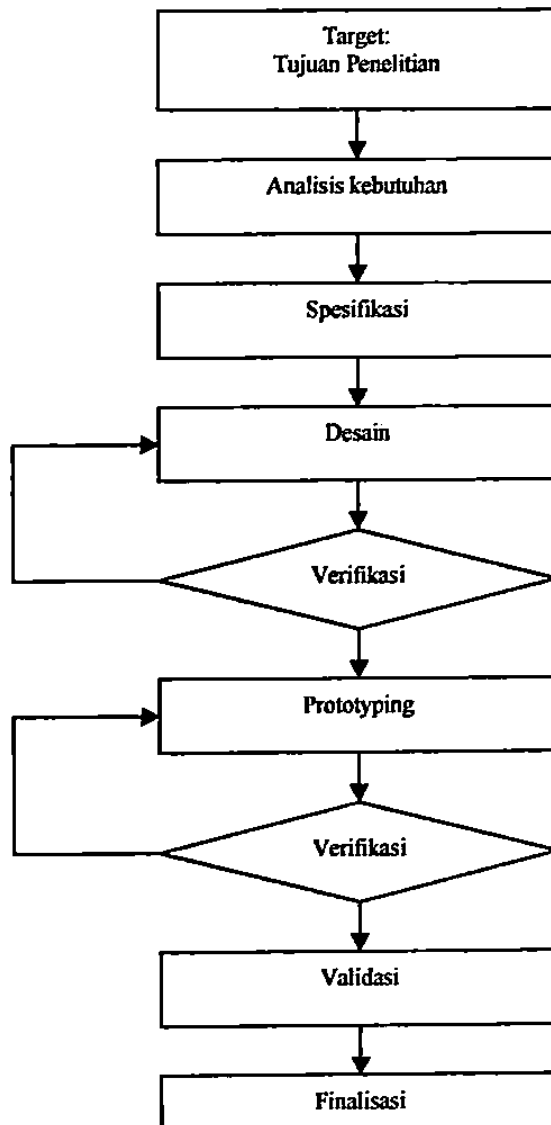 Target:
Tujuan Penelitian
Analisis kebutuhan
Spesifikasi
Desain
Verifikasi
Prototyping
Verifikasi
Validasi
Finalisasi